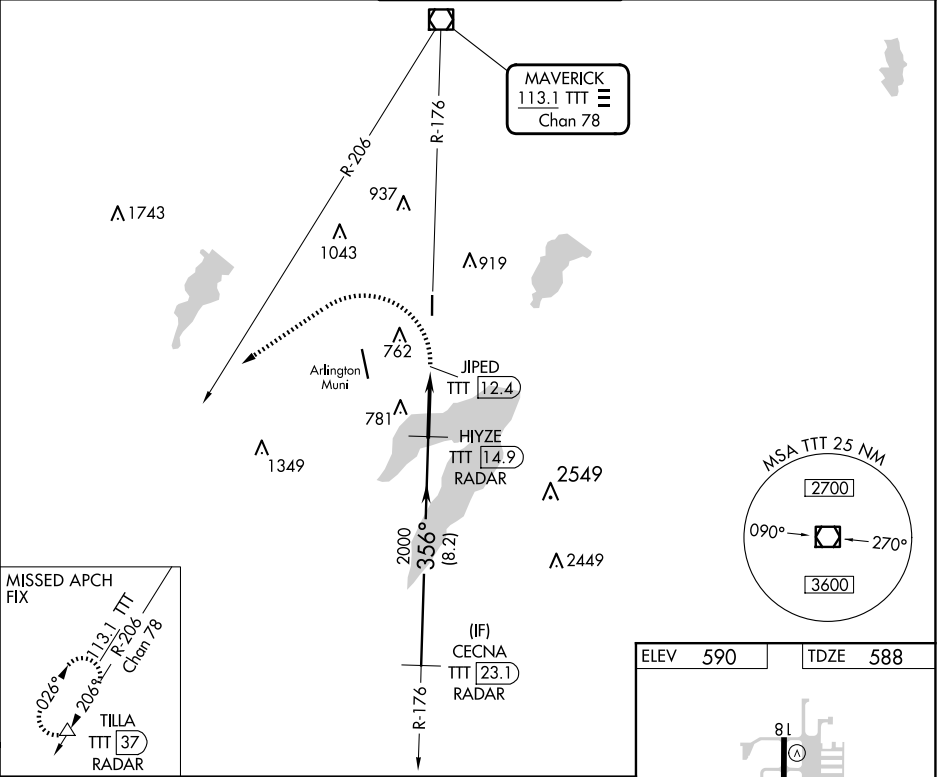 MAVERICK
113.1 TTT
Chan 78
R-176
R-206
937
1743
1043
919
762
Arlington
Muni
JIPED
TTT 12.4
781
HIYZE
TTT 14.9
RADAR
1349
2549
MSA TTT 25 NM
2700
090°
270°
3600
2000
356°
(8.2)
2449
MISSED APCH
FIX
113.1 TTT
R-206
Chan 78
026°
206°
TILLA
TTT 37
RADAR
(IF)
CECNA
TTT 23.1
RADAR
R-176
ELEV 590
TDZE 588
18